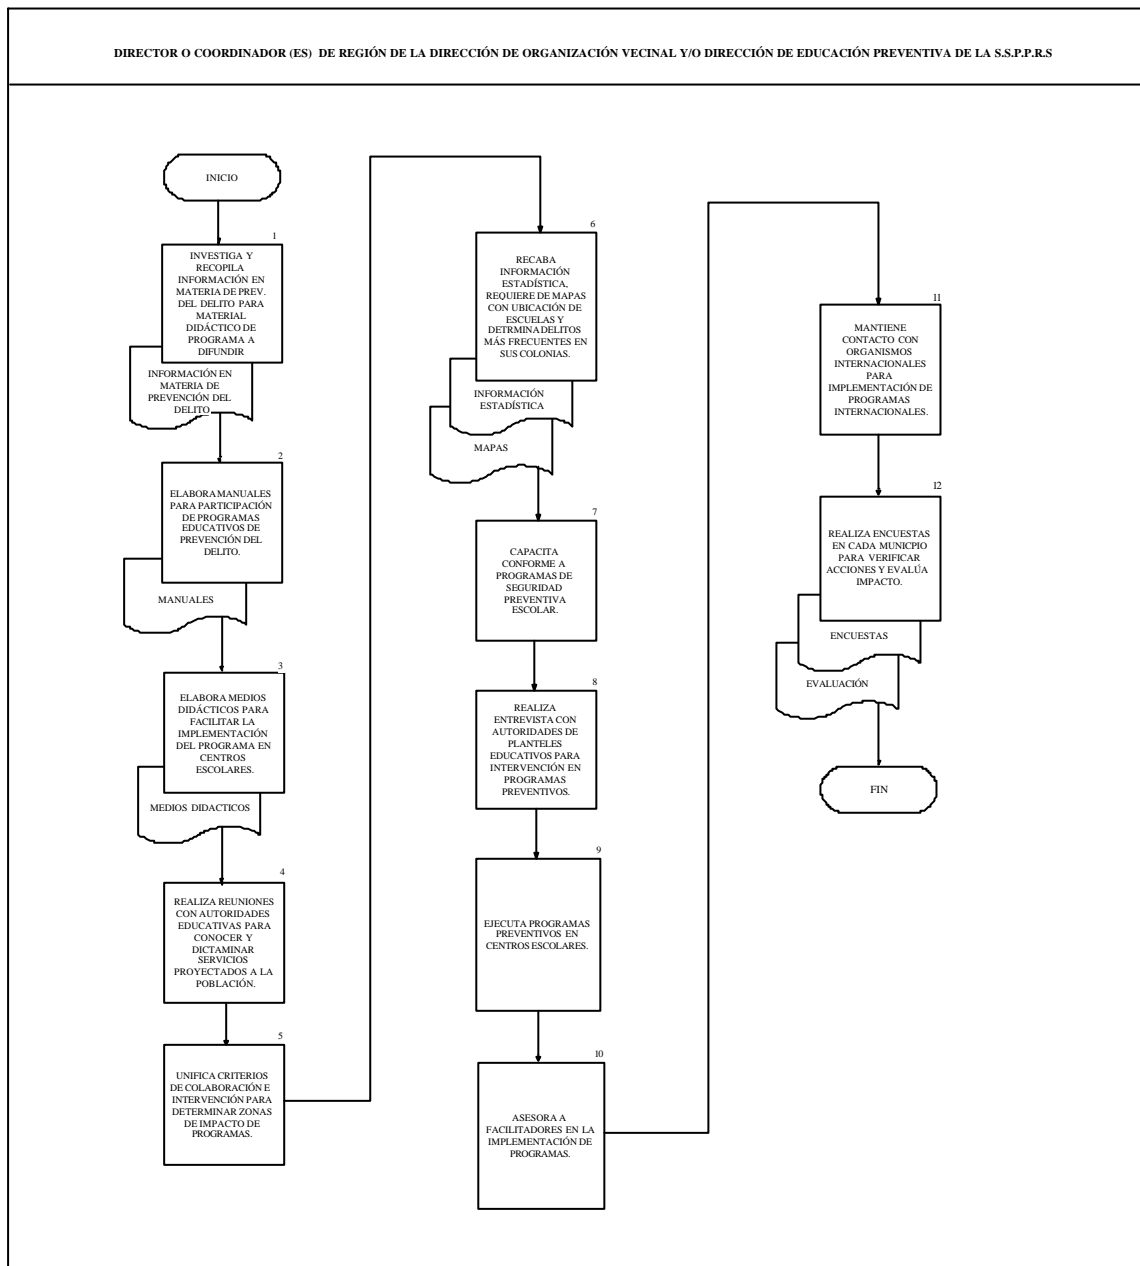 DIRECTOR O COORDINADOR (ES) DE REGIÓN DE LA DIRECCIÓN DE ORGANIZACIÓN VECINAL Y/O DIRECCIÓN DE EDUCACIÓN PREVENTIVA DE LA S.S.P.P.R.S
INICIO
1
INVESTIGA Y
RECOPILA
INFORMACIÓN EN
MATERIA DE PREV.
DEL DELITO PARA
MATERIAL
DIDÁCTICO DE
PROGRAMA A
DIFUNDIR
INFORMACIÓN EN
MATERIA DE
PREVENCIÓN DEL
DELITO
2
ELABORA MANUALES
PARA PARTICIPACIÓN
DE PROGRAMAS
EDUCATIVOS DE
PREVENCIÓN DEL
DELITO.
MANUALES
3
ELABORA MEDIOS
DIDÁCTICOS PARA
FACILITAR LA
IMPLEMENTACIÓN
DEL PROGRAMA EN
CENTROS
ESCOLARES.
MEDIOS DIDACTICOS
4
REALIZA REUNIONES
CON AUTORIDADES
EDUCATIVAS PARA
CONOCER Y
DICTAMINAR
SERVICIOS
PROYECTADOS A LA
POBLACIÓN.
5
UNIFICA CRITERIOS
DE COLABORACIÓN E
INTERVENCIÓN PARA
DETERMINAR ZONAS
DE IMPACTO DE
PROGRAMAS.
6
RECABA
INFORMACIÓN
ESTADÍSTICA,
REQUIERE DE MAPAS
CON UBICACIÓN DE
ESCUELAS Y
DETRMINA DELITOS
MÁS FRECUENTES EN
SUS COLONIAS.
INFORMACIÓN
ESTADÍSTICA
MAPAS
7
CAPACITA
CONFORME A
PROGRAMAS DE
SEGURIDAD
PREVENTIVA
ESCOLAR.
8
REALIZA
ENTREVISTA CON
AUTORIDADES DE
PLANTELES
EDUCATIVOS PARA
INTERVENCIÓN EN
PROGRAMAS
PREVENTIVOS.
9
EJECUTA PROGRAMAS
PREVENTIVOS EN
CENTROS ESCOLARES.
10
ASESORA A
FACILITADORES EN LA
IMPLEMENTACIÓN DE
PROGRAMAS.
11
MANTIENE
CONTACTO CON
ORGANISMOS
INTERNACIONALES
PARA
IMPLEMENTACIÓN DE
PROGRAMAS
INTERNACIONALES.
12
REALIZA ENCUESTAS
EN CADA MUNICPIO
PARA VERIFICAR
ACCIONES Y EVALÚA
IMPACTO.
ENCUESTAS
EVALUACIÓN
FIN